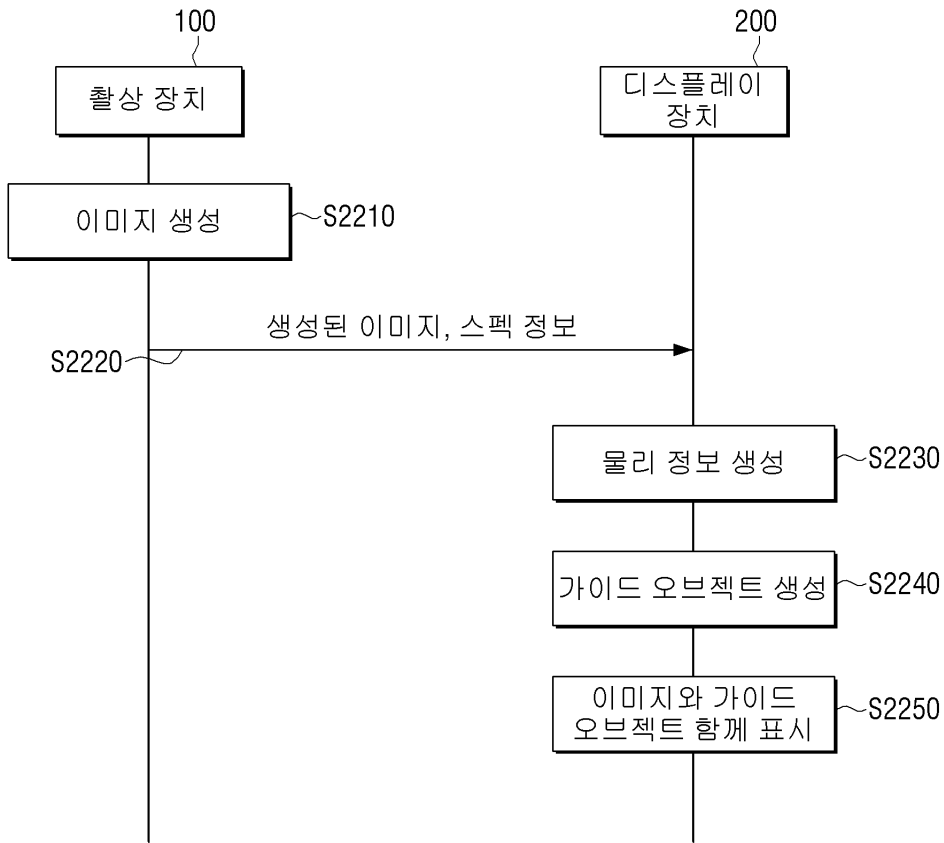 100
200
촬상 장치
디스플레이
장치
이미지 생성
S2210
생성된 이미지, 스펙 정보
S2220
물리 정보 생성
S2230
가이드 오브젝트 생성
S2240
이미지와 가이드
오브젝트 함께 표시
S2250